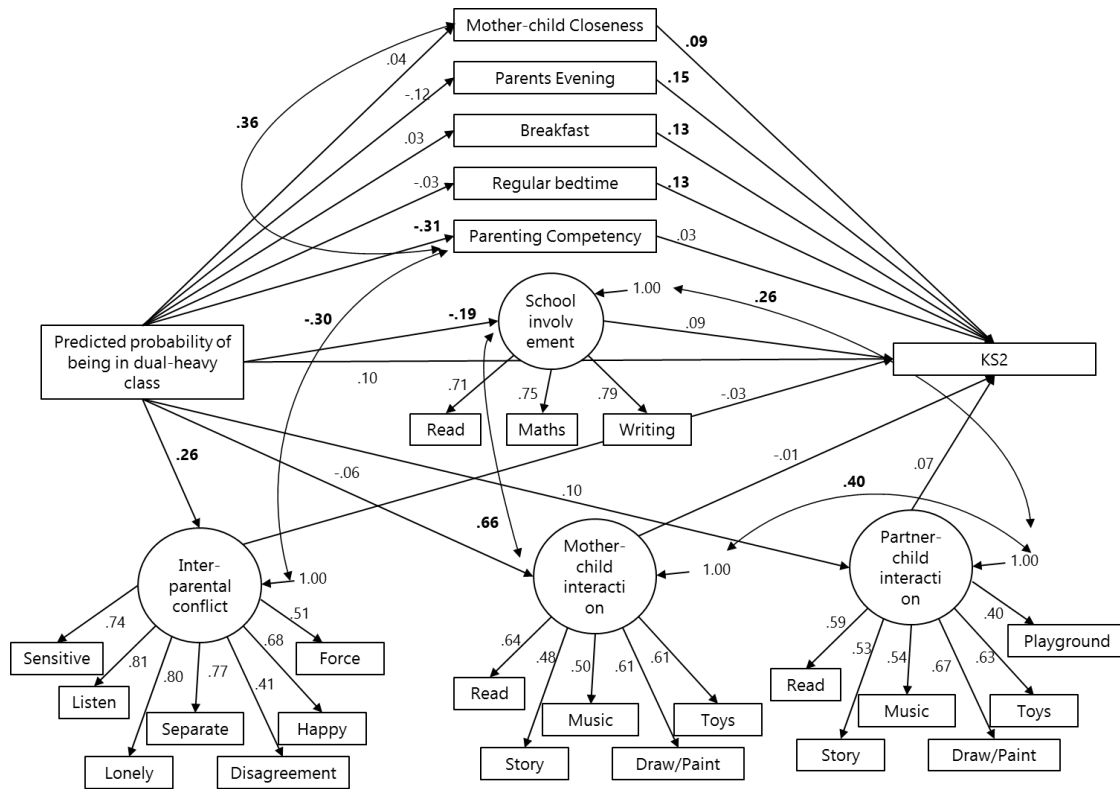 Mother-child Closeness
.09
.04
Parents Evening
.15
-.12
.36
Breakfast
.13
.03
Regular bedtime
.13
-.03
Parenting Competency
-.31
.03
School
involv
ement
1.00
.26
-.30
-.19
.09
Predicted probability of
being in dual-heavy
class
KS2
.10
.71
.75
.79
-.03
Read
Maths
Writing
.26
-.06
.10
-.01
.07
.40
.66
Inter-
parental
conflict
1.00
Mother-
child
interacti
on
1.00
Partner-
child
interacti
on
1.00
.74
.81
.80
.77
.41
.68
.51
Sensitive
Listen
Lonely
Separate
Disagreement
Happy
Force
.64
.48
.50
.61
.61
Read
Story
Music
Draw/Paint
Toys
.59
.53
.54
.67
.63
.40
Read
Story
Music
Draw/Paint
Toys
Playground